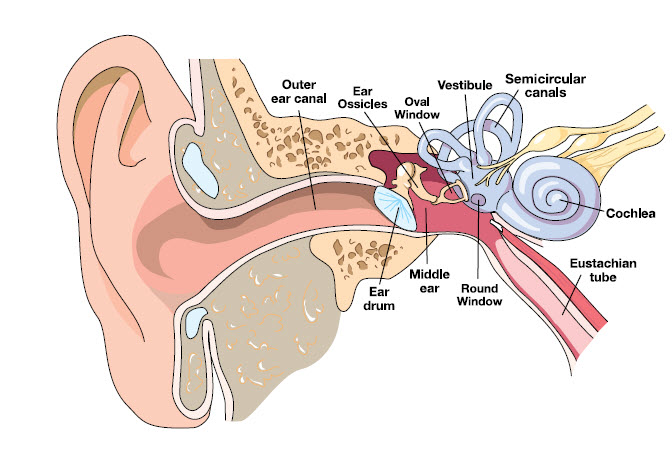 Outer
ear canal
Ear
Ossicles
Oval
Window
Vestibule
Semicircular
canals
Cochlea
Eustachian
tube
Round
Window
Middle
ear
Ear
drum